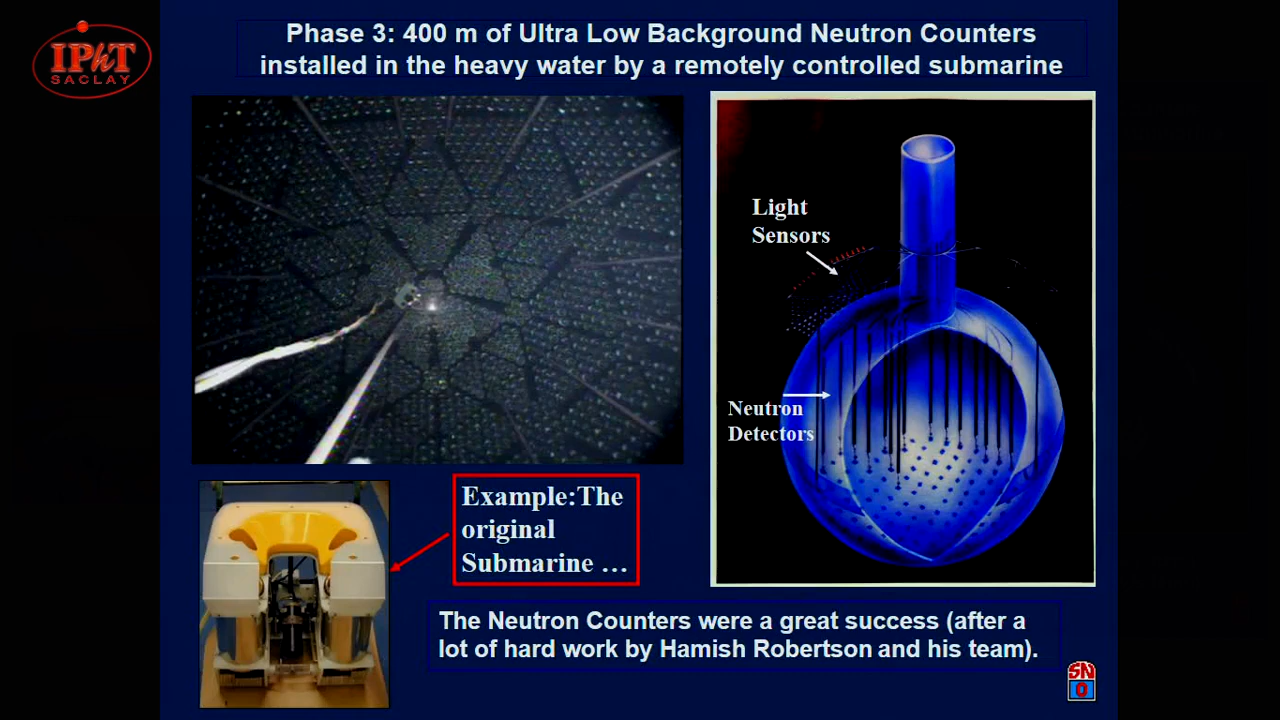 IPhT
SACLAY
Phase 3: 400 m of Ultra Low Background Neutron Counters
installed in the heavy water by a remotely controlled submarine
Light
Sensors
Neutron
Detectors
Example:The
original
Submarine …
The Neutron Counters were a great success (after a
lot of hard work by Hamish Robertson and his team).
SN
O